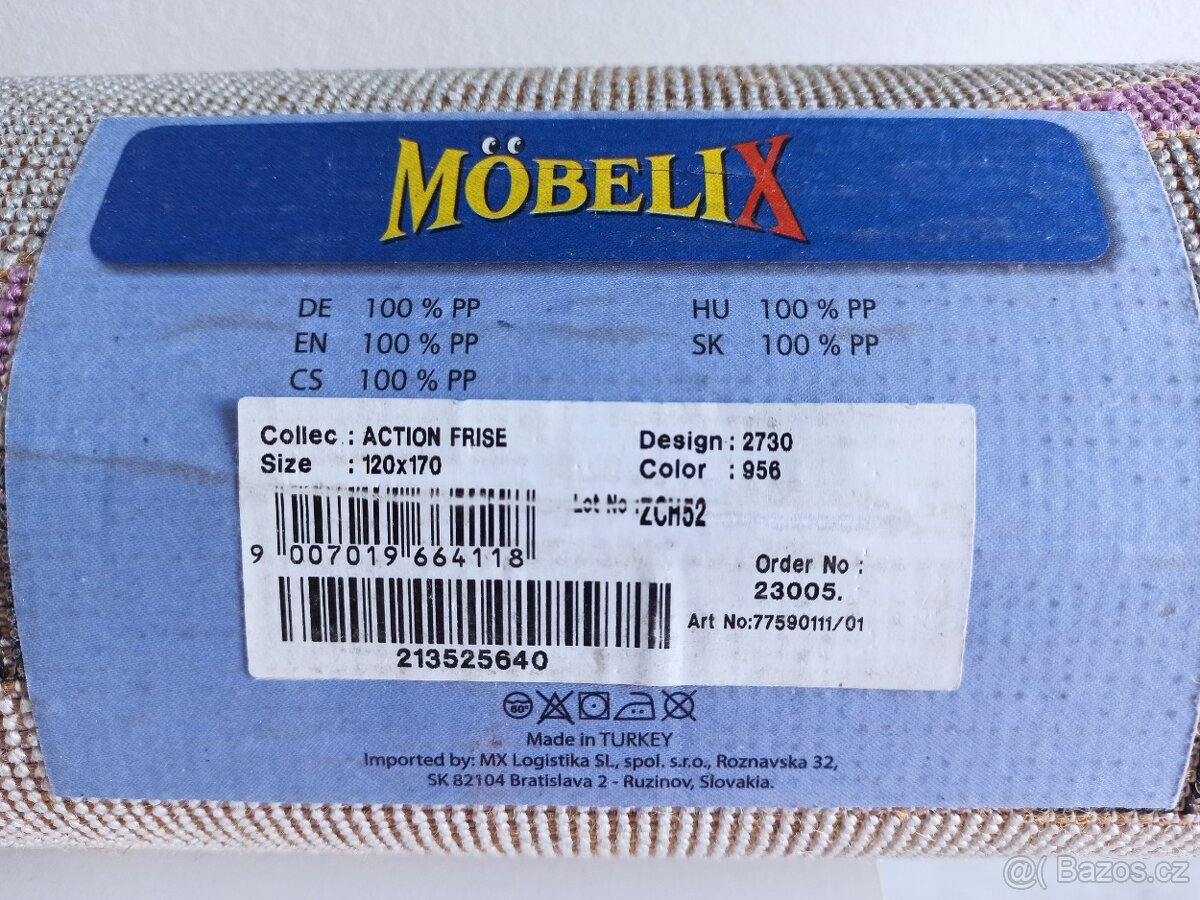 MÖBELIX
DE 100 % PP
EN 100 % PP
CS 100 % PP
HU 100 % PP
SK 100 % PP
Collec : ACTION FRISE
Size : 120x170
Design : 2730
Color : 956
Lot No : ZCH52
9 007019 664118
Order No :
23005.
Art No:77590111/01
213525640
60°
Made in TURKEY
Imported by: MX Logistika SL, spol. s.r.o., Roznavska 32,
SK 82104 Bratislava 2 - Ruzinov, Slovakia.
@( Bazos.cz